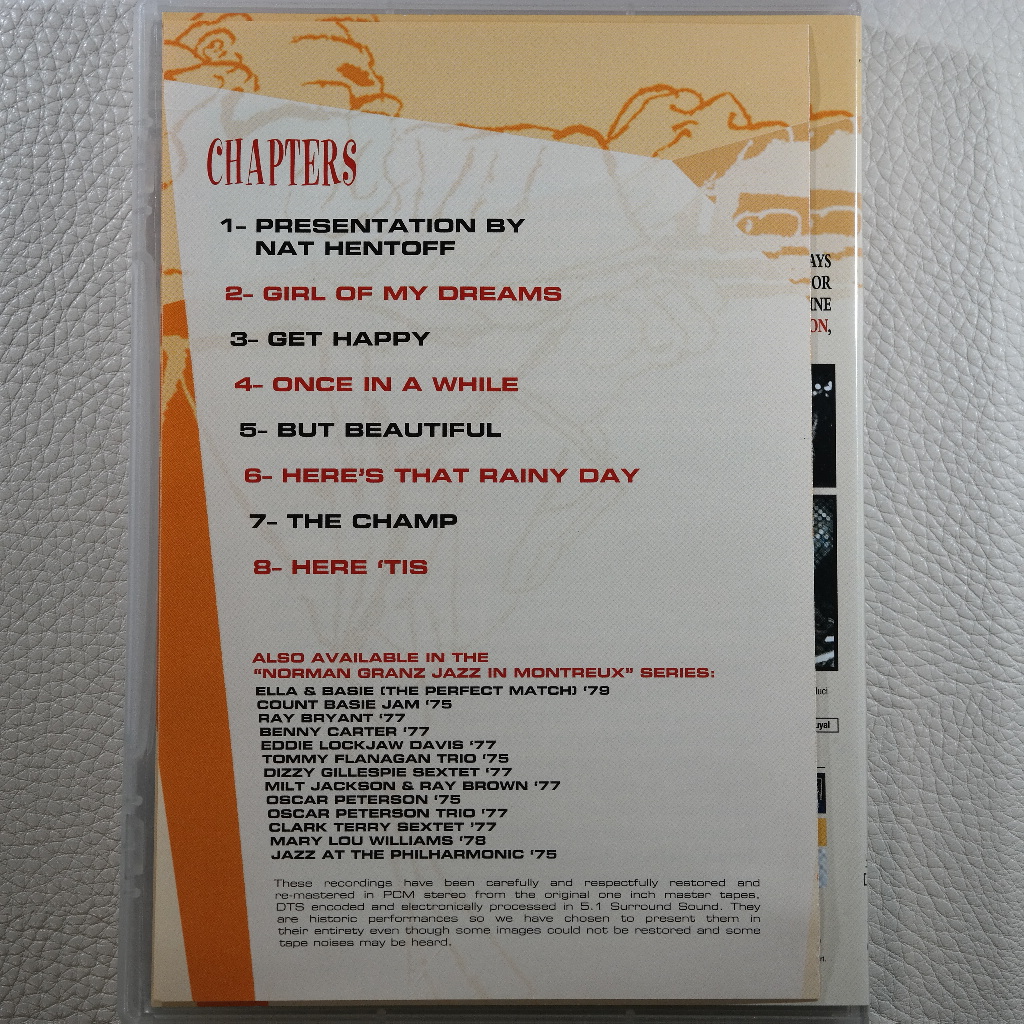 CHAPTERS
1- PRESENTATION BY
NAT HENTOFF
2- GIRL OF MY DREAMS
3- GET HAPPY
4- ONCE IN A WHILE
5- BUT BEAUTIFUL
6- HERE'S THAT RAINY DAY
7- THE CHAMP
8- HERE 'TIS
ALSO AVAILABLE IN THE
"NORMAN GRANZ JAZZ IN MONTREUX" SERIES:
ELLA & BASIE (THE PERFECT MATCH) '79
COUNT BASIE JAM '75
RAY BRYANT '77
BENNY CARTER '77
EDDIE LOCKJAW DAVIS '77
TOMMY FLANAGAN TRIO '75
DIZZY GILLESPIE SEXTET '77
MILT JACKSON & RAY BROWN '77
OSCAR PETERSON '75
OSCAR PETERSON TRIO '77
CLARK TERRY SEXTET '77
MARY LOU WILLIAMS '78
JAZZ AT THE PHILHARMONIC '75
These recordings have been carefully and respectfully restored and
re-mastered in PCM stereo from the original one inch master tapes,
DTS encoded and electronically processed in 5.1 Surround Sound. They
are historic performances so we have chosen to present them in
their entirety even though some images could not be restored and some
tape noises may be heard.